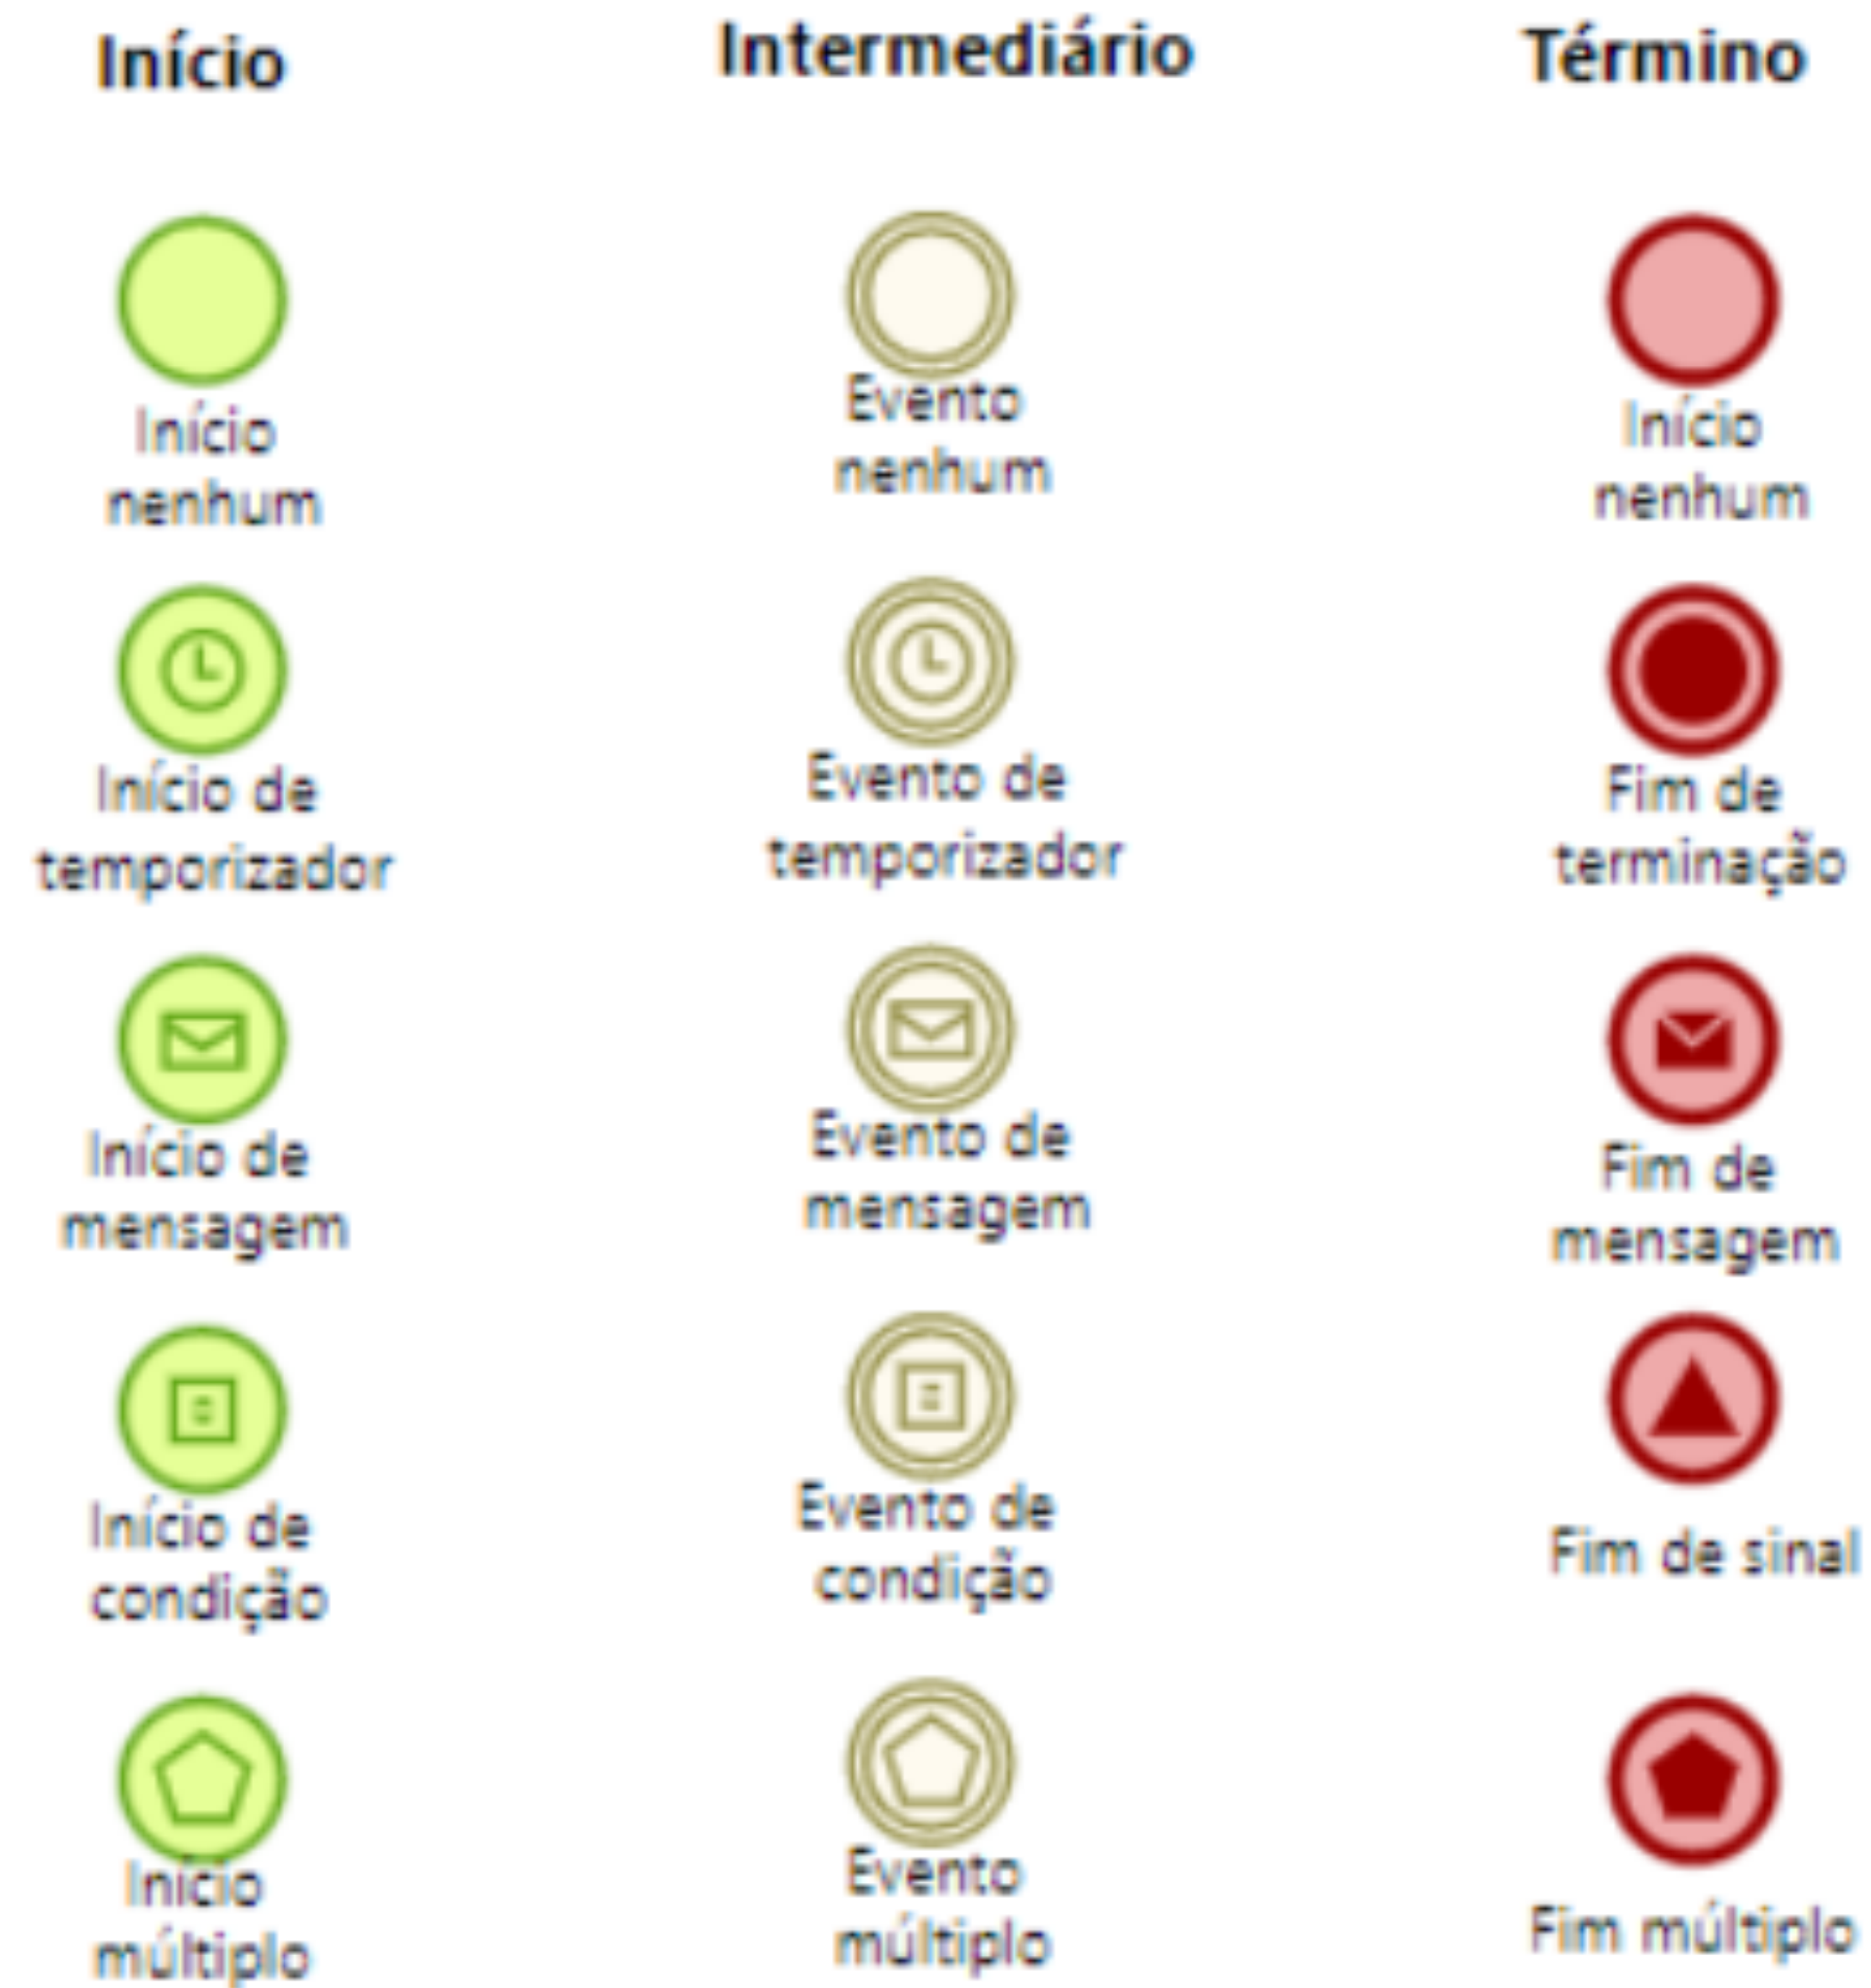 Início
Intermediário
Término
Início
nenhum
Evento
nenhum
Início
nenhum
Início de
temporizador
Evento de
temporizador
Fim de
terminação
Início de
mensagem
Evento de
mensagem
Fim de
mensagem
Início de
condição
Evento de
condição
Fim de sinal
Início
múltiplo
Evento
múltiplo
Fim múltiplo